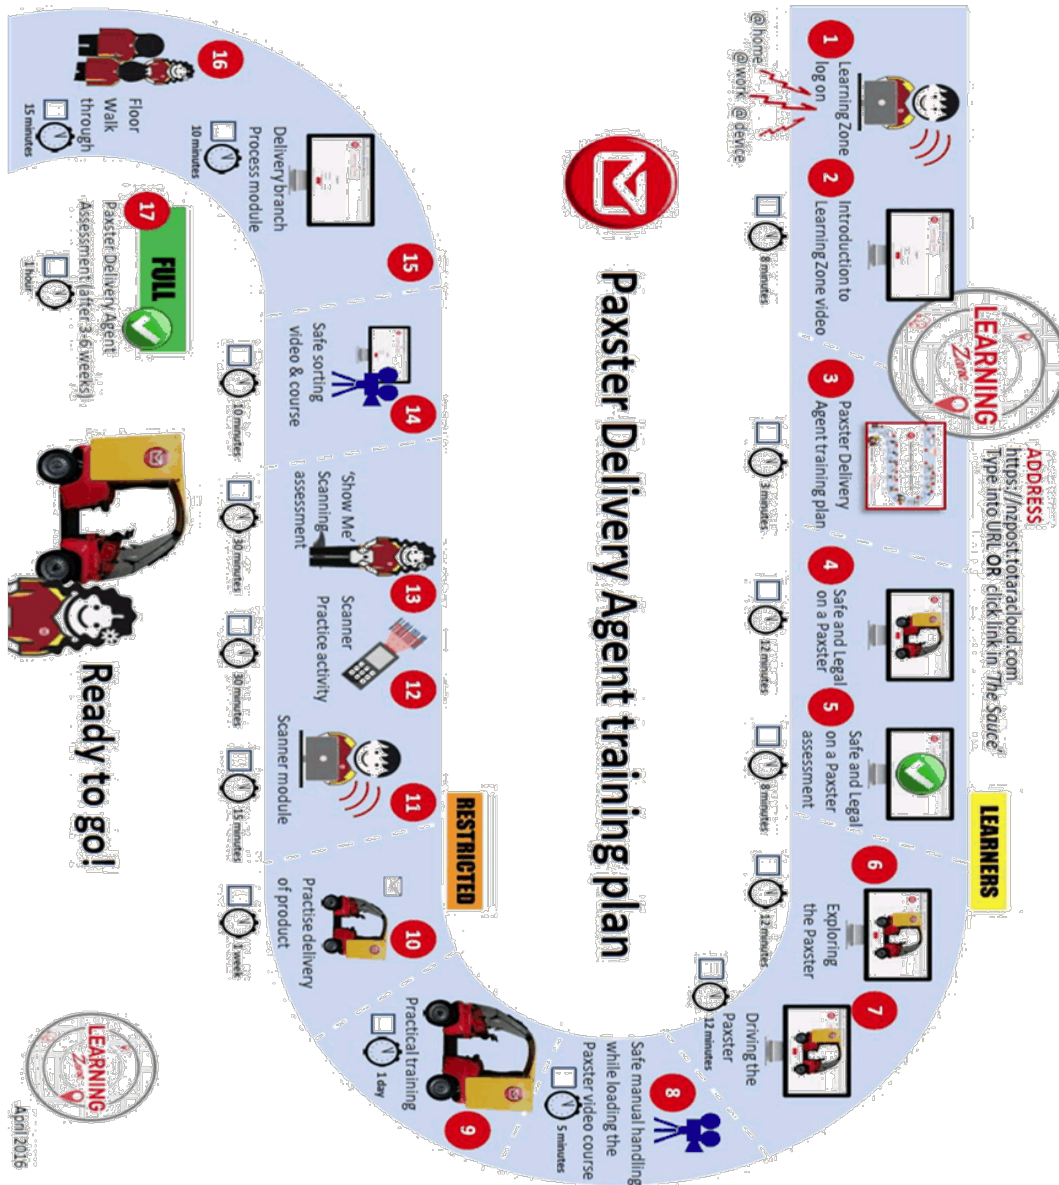 LEARNING
Zone
ADDRESS
https://nzpost.totaracloud.com
Type into URL OR click link in "The Sauce"
LEARNERS
1
Learning Zone
log on
@home
@work @device
2
Introduction to
Learning Zone video
8 minutes
3
Paxster Delivery
Agent training plan
3 minutes
4
Safe and Legal
on a Paxster
12 minutes
5
Safe and Legal
on a Paxster
assessment
8 minutes
6
Exploring
the Paxster
12 minutes
7
Driving the
Paxster
12 minutes
Paxster Delivery Agent training plan
8
Safe manual handling
while loading the
Paxster video course
5 minutes
9
Practical training
1 day
RESTRICTED
10
Practise delivery
of product
1 week
11
Scanner module
15 minutes
12
Scanner
Practice activity
30 minutes
13
'Show Me'
Scanning
assessment
30 minutes
14
Safe sorting
video & course
10 minutes
15
Delivery branch
Process module
10 minutes
16
Floor
Walk
through
15 minutes
17
FULL
Paxster Delivery Agent
Assessment (after 3-6 weeks)
1 hour
Ready to go!
LEARNING
Zone
April 2016